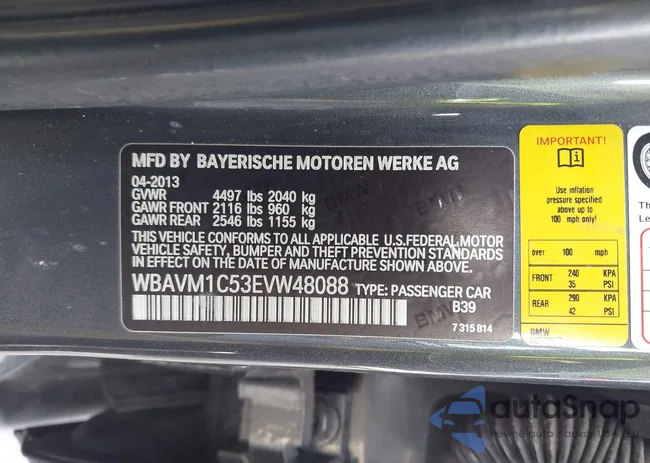 MFD BY BAYERISCHE MOTOREN WERKE AG
04-2013
GVWR 4497 lbs 2040 kg
GAWR FRONT 2116 lbs 960 kg
GAWR REAR 2546 lbs 1155 kg
THIS VEHICLE CONFORMS TO ALL APPLICABLE U.S.FEDERAL MOTOR
VEHICLE SAFETY, BUMPER AND THEFT PREVENTION STANDARDS
IN EFFECT ON THE DATE OF MANUFACTURE SHOWN ABOVE.
WBAVM1C53EVW48088 TYPE: PASSENGER CAR
B39
7315814
IMPORTANT!
Use inflation
pressure specified
above up to
100 mph only!
over 100 mph
FRONT 240 KPA
35 PSI
REAR 290 KPA
42 PSI
BMW
autoSnap